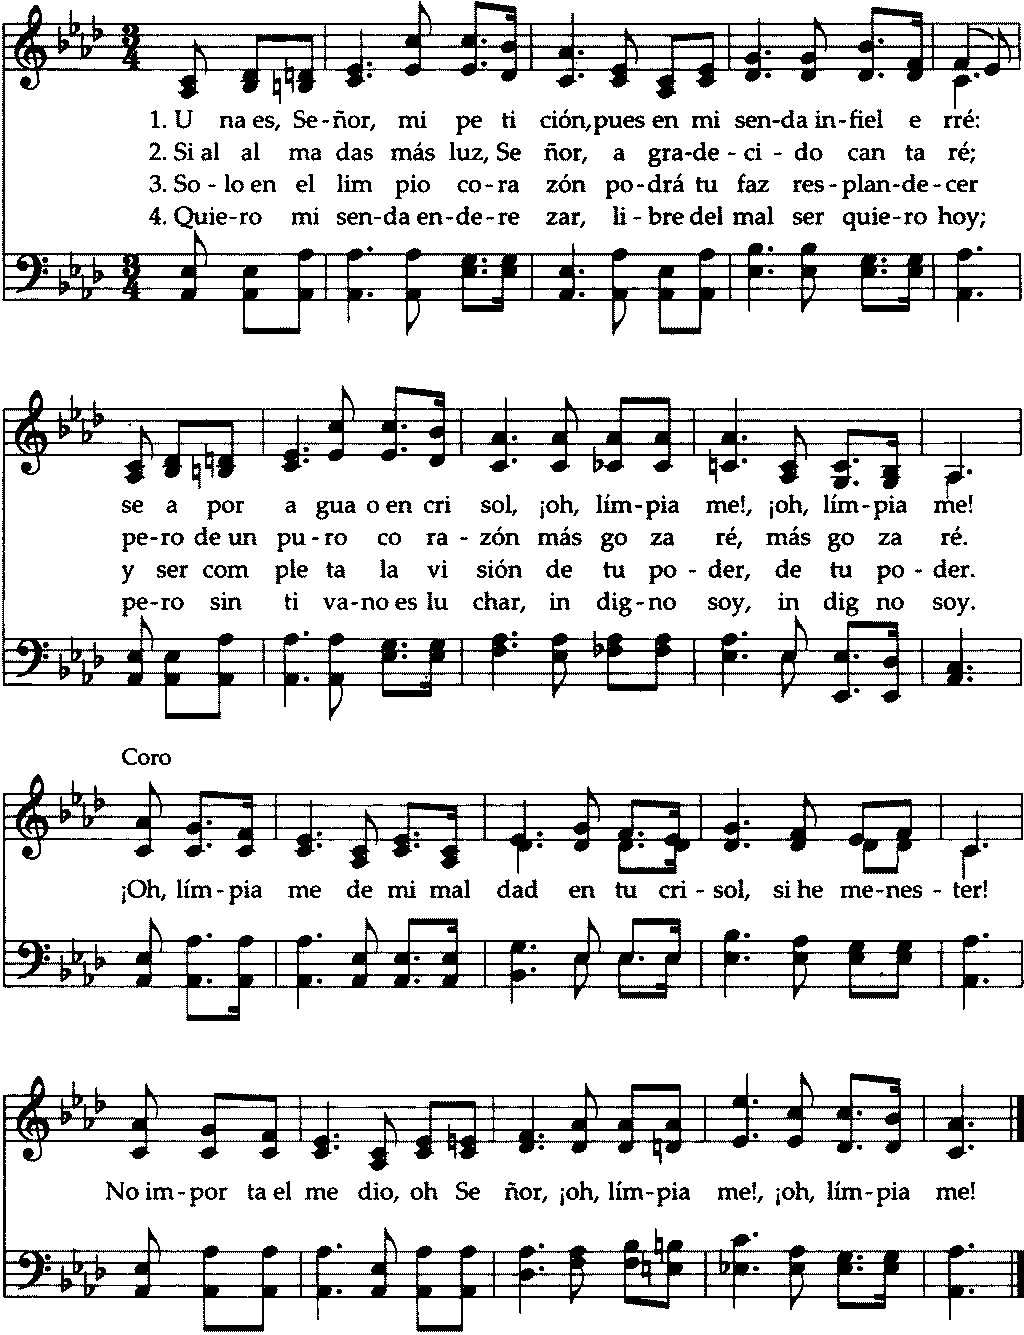 1. U na es, Se-ñor, mi pe ti ción, pues en mi sen-da in-fiel e rré:
2. Si al al ma das más luz, Se ñor, a gra-de-ci-do can ta ré;
3. So-lo en el lim pio co-ra zón po-drá tu faz res-plan-de-cer
4. Quie-ro mi sen-da en-de-re zar, li-bre del mal ser quie-ro hoy;
se a por a gua o en cri sol, ¡oh, lím-pia me!, ¡oh, lím-pia me!
pe-ro de un pu-ro co ra-zón más go za ré, más go za ré.
y ser com ple ta la vi sión de tu po-der, de tu po-der.
pe-ro sin ti va-no es lu char, in dig-no soy, in dig no soy.
Coro
¡Oh, lím-pia me de mi mal dad en tu cri-sol, si he me-nes-ter!
No im-por ta el me dio, oh Se ñor, ¡oh, lím-pia me!, ¡oh, lím-pia me!